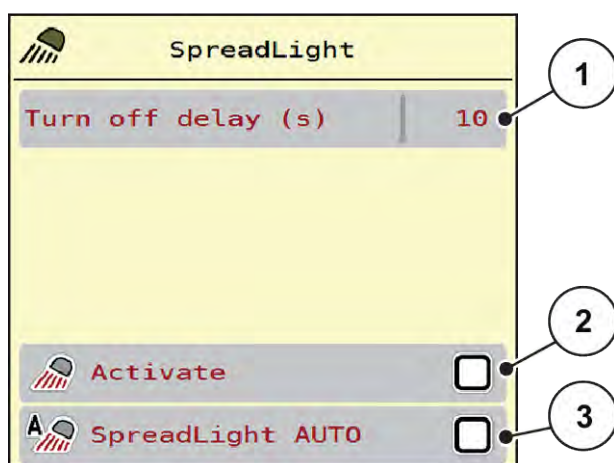 SpreadLight
1
Turn off delay (s) 10
2
Activate
3
A SpreadLight AUTO